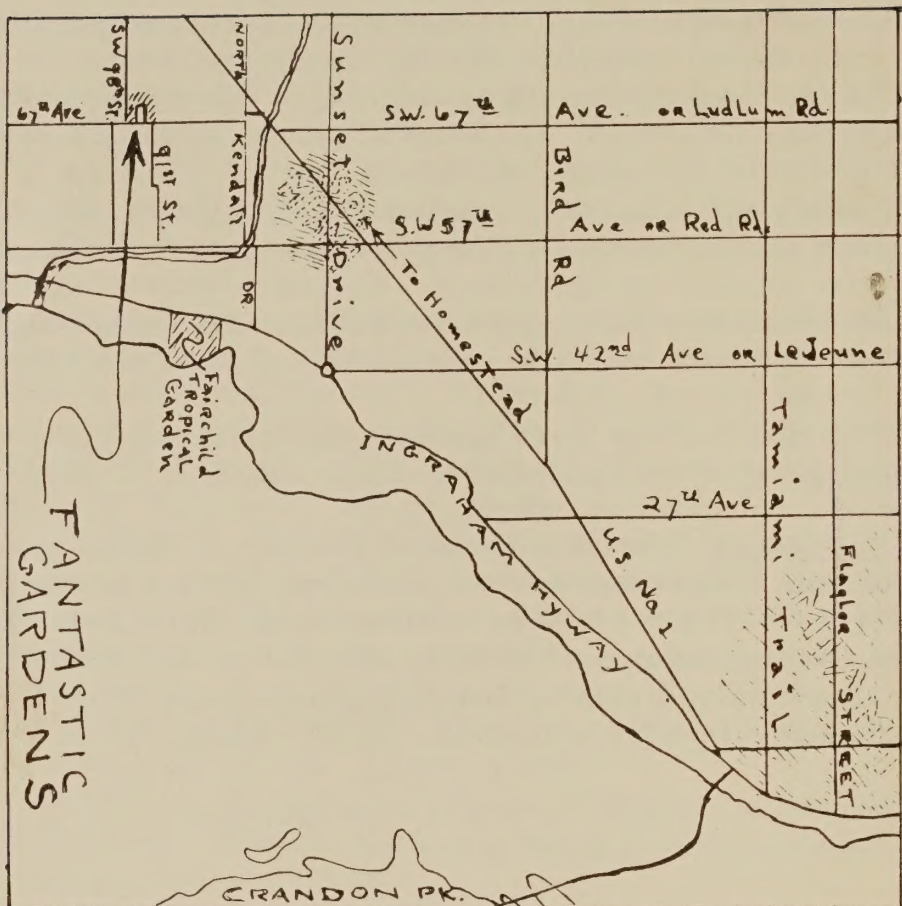 SW 98th St.
NORTH Kendall DR.
Sunset Drive
67th Ave
S.W. 67th Ave. or Ludlum Rd
91st St.
Bird Rd
S.W 57th Ave or Red Rd.
To Homestead
S.W. 42nd Ave or LeJeune
Fairchild
TROPICAL
GARDEN
INGRAHAM HYWAY
27th Ave
U.S. No 1
Tamiami Trail
Flagler STREET
FANTASTIC
GARDENS
CRANDON PK.